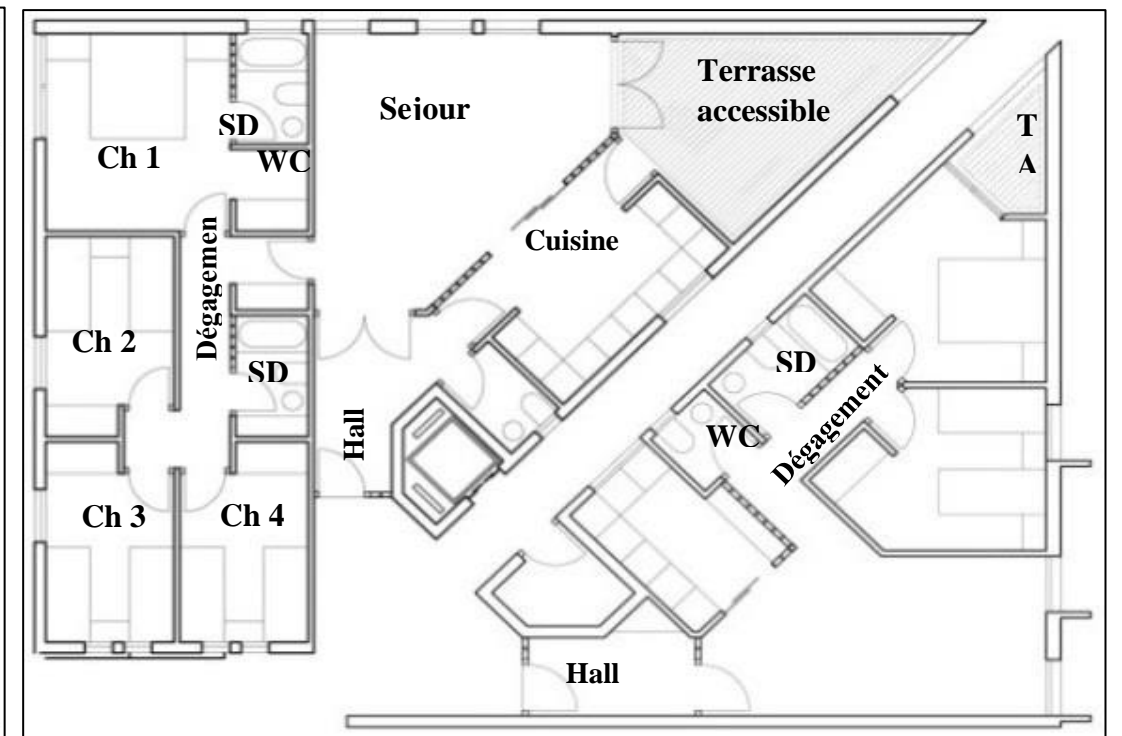 Sejour
Terrasse
accessible
SD
Ch 1
WC
T
A
Dégagemen
Cuisine
Ch 2
SD
SD
Dégagement
WC
Hall
Ch 3
Ch 4
Hall